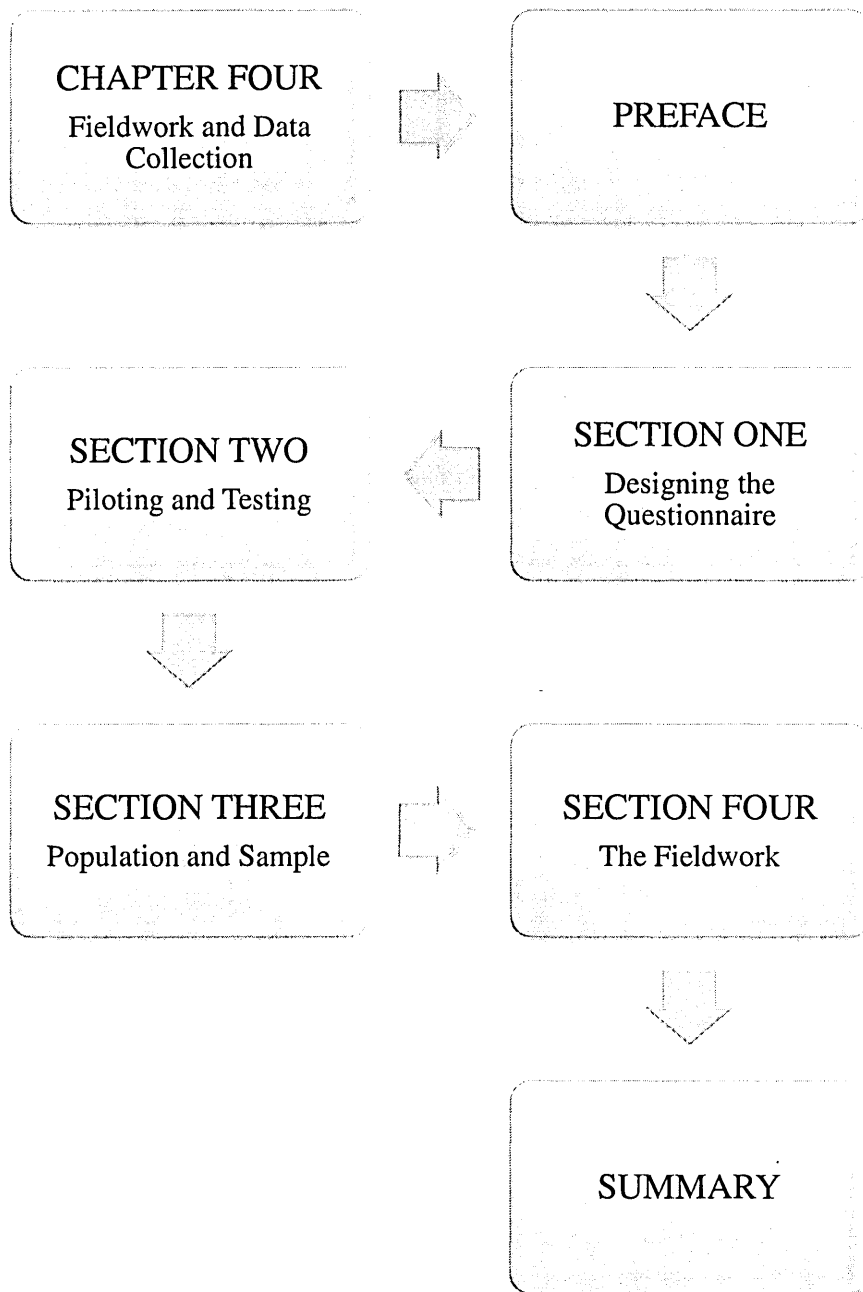 CHAPTER FOUR
Fieldwork and Data
Collection
PREFACE
SECTION ONE
Designing the
Questionnaire
SECTION TWO
Piloting and Testing
SECTION THREE
Population and Sample
SECTION FOUR
The Fieldwork
SUMMARY